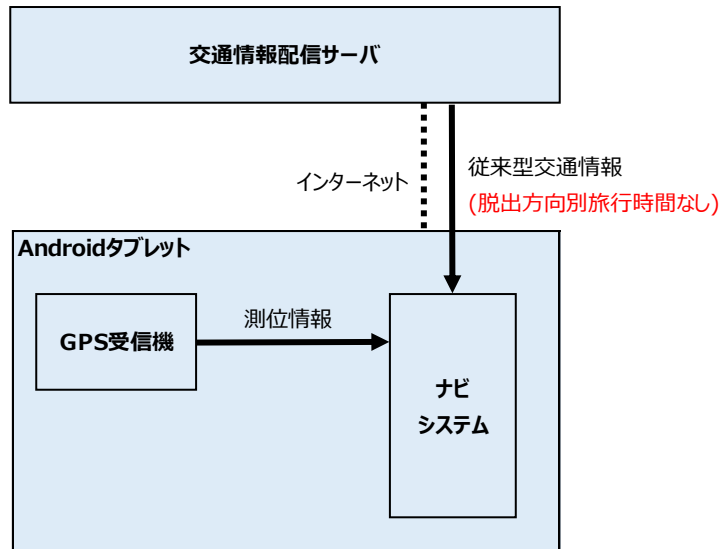 交通情報配信サーバ
インターネット
従来型交通情報
(脱出方向別旅行時間なし)
Androidタブレット
GPS受信機
測位情報
ナビ
システム